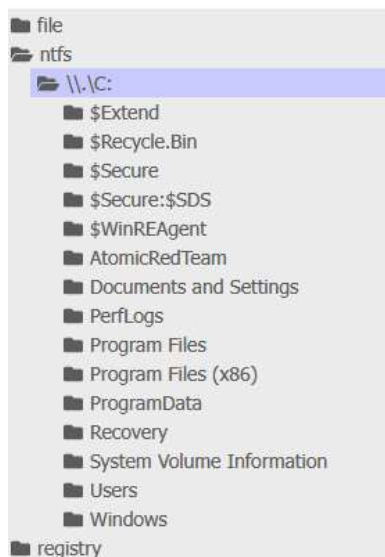 file
ntfs
\\.\C:
$Extend
$Recycle.Bin
$Secure
$Secure:$SDS
$WinREAgent
AtomicRedTeam
Documents and Settings
PerfLogs
Program Files
Program Files (x86)
ProgramData
Recovery
System Volume Information
Users
Windows
registry